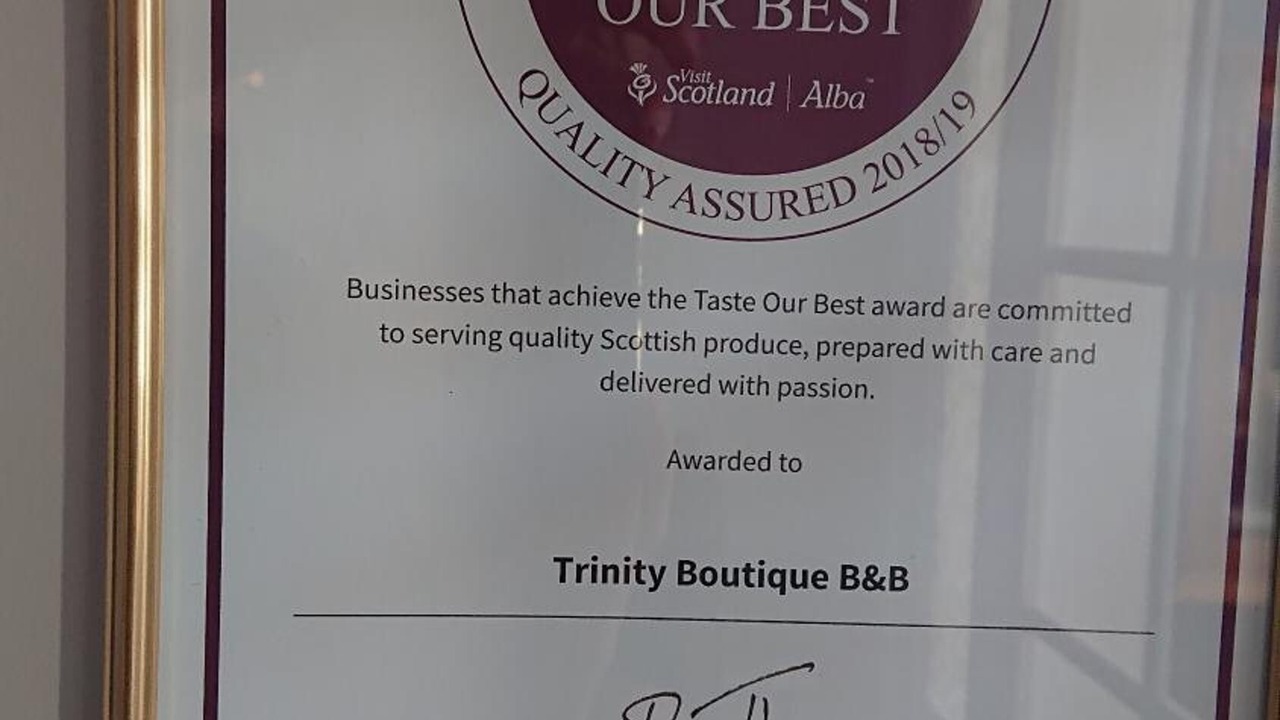 OUR BEST
Visit
Scotland | Alba™
QUALITY ASSURED 2018/19
Businesses that achieve the Taste Our Best award are committed
to serving quality Scottish produce, prepared with care and
delivered with passion.
Awarded to
Trinity Boutique B&B